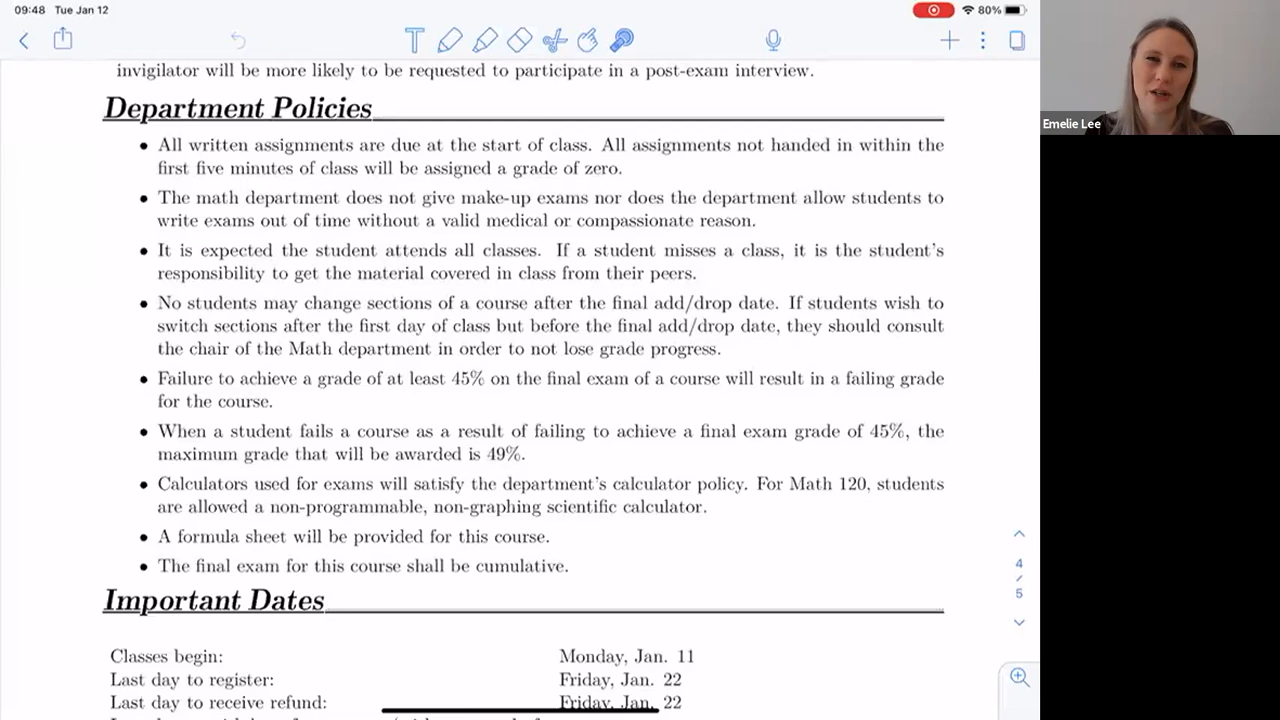 09:48 Tue Jan 12
80%
invigilator will be more likely to be requested to participate in a post-exam interview.
Department Policies
• All written assignments are due at the start of class. All assignments not handed in within the
first five minutes of class will be assigned a grade of zero.
• The math department does not give make-up exams nor does the department allow students to
write exams out of time without a valid medical or compassionate reason.
• It is expected the student attends all classes. If a student misses a class, it is the student's
responsibility to get the material covered in class from their peers.
• No students may change sections of a course after the final add/drop date. If students wish to
switch sections after the first day of class but before the final add/drop date, they should consult
the chair of the Math department in order to not lose grade progress.
• Failure to achieve a grade of at least 45% on the final exam of a course will result in a failing grade
for the course.
• When a student fails a course as a result of failing to achieve a final exam grade of 45%, the
maximum grade that will be awarded is 49%.
• Calculators used for exams will satisfy the department's calculator policy. For Math 120, students
are allowed a non-programmable, non-graphing scientific calculator.
• A formula sheet will be provided for this course.
• The final exam for this course shall be cumulative.
Important Dates
Classes begin: Monday, Jan. 11
Last day to register: Friday, Jan. 22
Last day to receive refund: Friday, Jan. 22
4
/
5
Emelie Lee